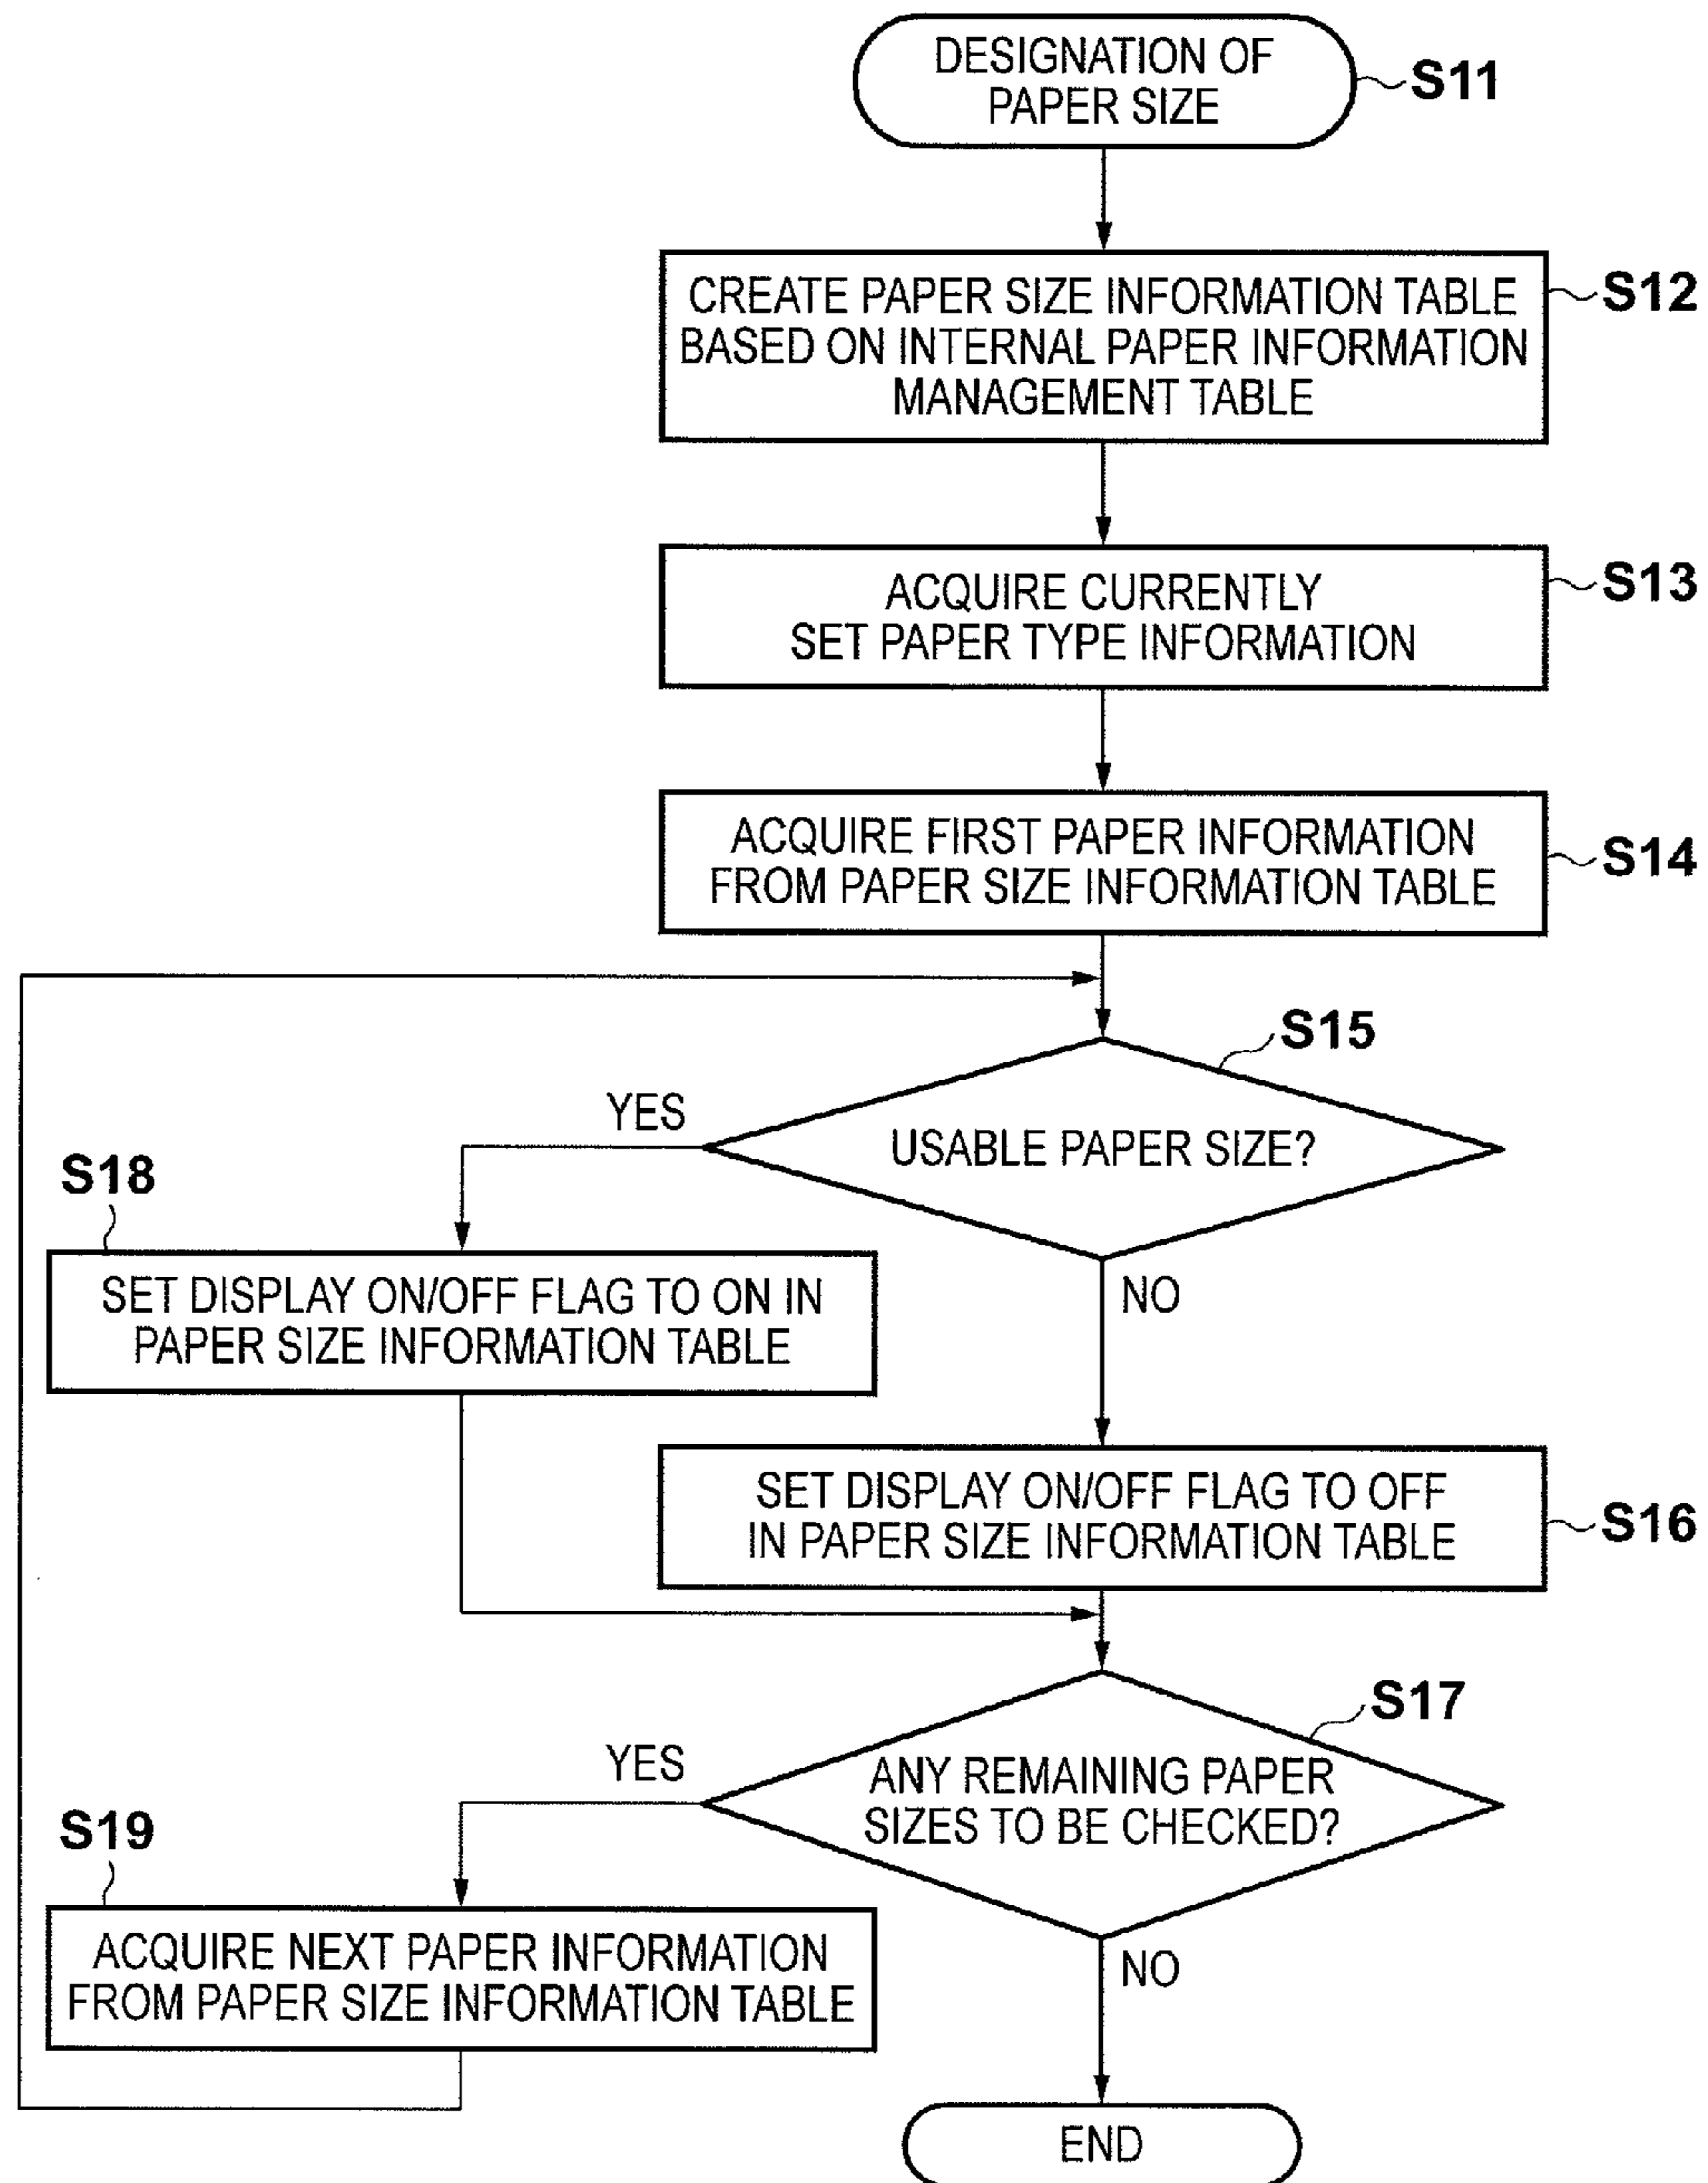 DESIGNATION OF
PAPER SIZE
S11
CREATE PAPER SIZE INFORMATION TABLE
BASED ON INTERNAL PAPER INFORMATION
MANAGEMENT TABLE
S12
ACQUIRE CURRENTLY
SET PAPER TYPE INFORMATION
S13
ACQUIRE FIRST PAPER INFORMATION
FROM PAPER SIZE INFORMATION TABLE
S14
S15
USABLE PAPER SIZE?
YES
NO
S18
SET DISPLAY ON/OFF FLAG TO ON IN
PAPER SIZE INFORMATION TABLE
SET DISPLAY ON/OFF FLAG TO OFF
IN PAPER SIZE INFORMATION TABLE
S16
S17
ANY REMAINING PAPER
SIZES TO BE CHECKED?
YES
NO
S19
ACQUIRE NEXT PAPER INFORMATION
FROM PAPER SIZE INFORMATION TABLE
END